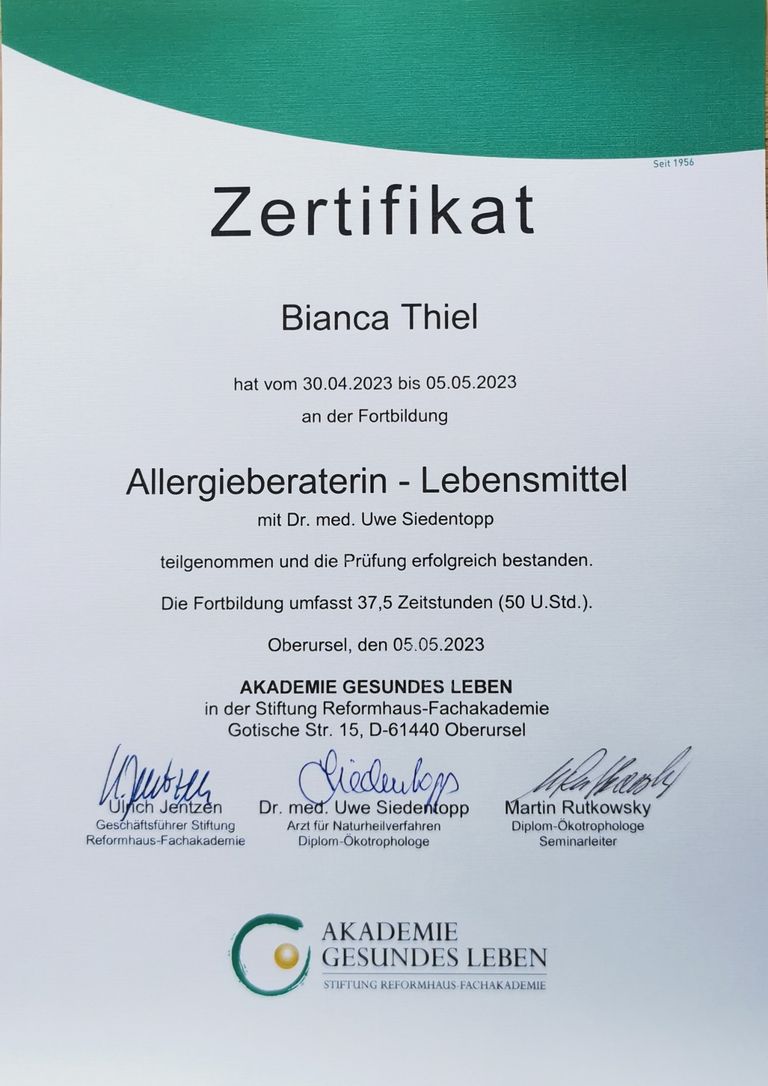 Seit 1956
Zertifikat
Bianca Thiel
hat vom 30.04.2023 bis 05.05.2023
an der Fortbildung
Allergieberaterin - Lebensmittel
mit Dr. med. Uwe Siedentopp
teilgenommen und die Prüfung erfolgreich bestanden.
Die Fortbildung umfasst 37,5 Zeitstunden (50 U.Std.).
Oberursel, den 05.05.2023
AKADEMIE GESUNDES LEBEN
in der Stiftung Reformhaus-Fachakademie
Gotische Str. 15, D-61440 Oberursel
Siedentopp
Ulrich Jentzen
Geschäftsführer Stiftung
Reformhaus-Fachakademie
Dr. med. Uwe Siedentopp
Arzt für Naturheilverfahren
Diplom-Ökotrophologe
Martin Rutkowsky
Diplom-Ökotrophologe
Seminarleiter
AKADEMIE
GESUNDES LEBEN
STIFTUNG REFORMHAUS-FACHAKADEMIE